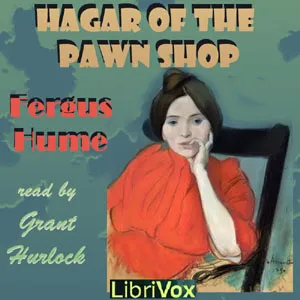 HAGAR OF THE
PAWN SHOP
Fergus
Hume
read by
Grant
Hurlock
LibriVox